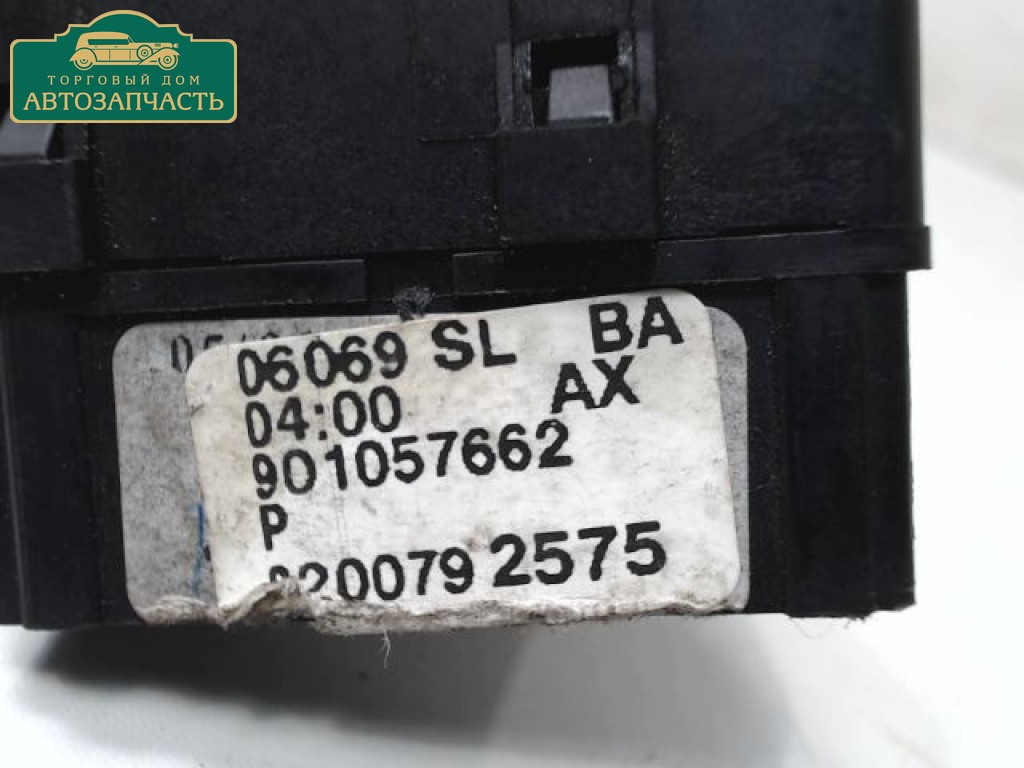 ТОРГОВЫЙ ДОМ
АВТОЗАПЧАСТЬ
06069 SL BA
04:00 AX
901057662
P
2575